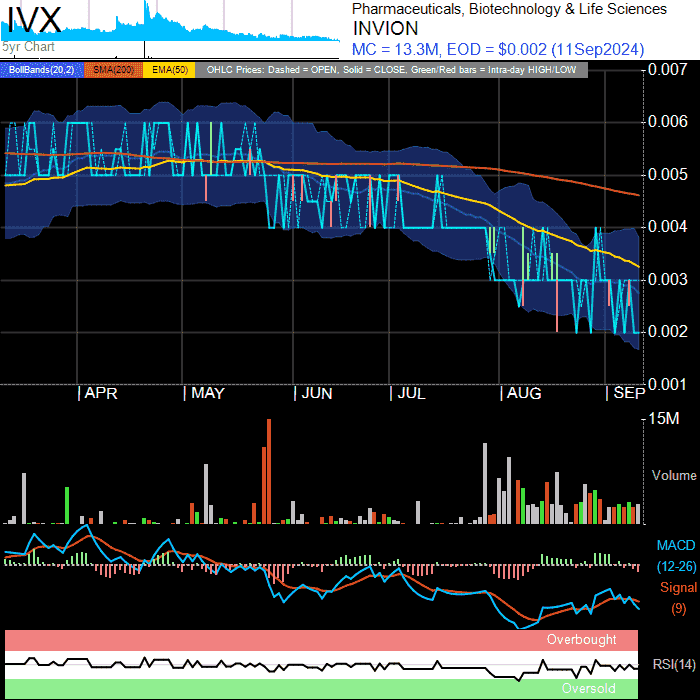 IVX
5yr Chart
Pharmaceuticals, Biotechnology & Life Sciences
INVION
MC = 13.3M, EOD = $0.002 (11Sep2024)
BollBands(20,2) SMA(200) EMA(50) OHLC Prices: Dashed = OPEN, Solid = CLOSE, Green/Red bars = Intra-day HIGH/LOW
0.007
0.006
0.005
0.004
0.003
0.002
0.001
APR MAY JUN JUL AUG SEP
15M
Volume
MACD
(12-26)
Signal
(9)
Overbought
RSI(14)
Oversold